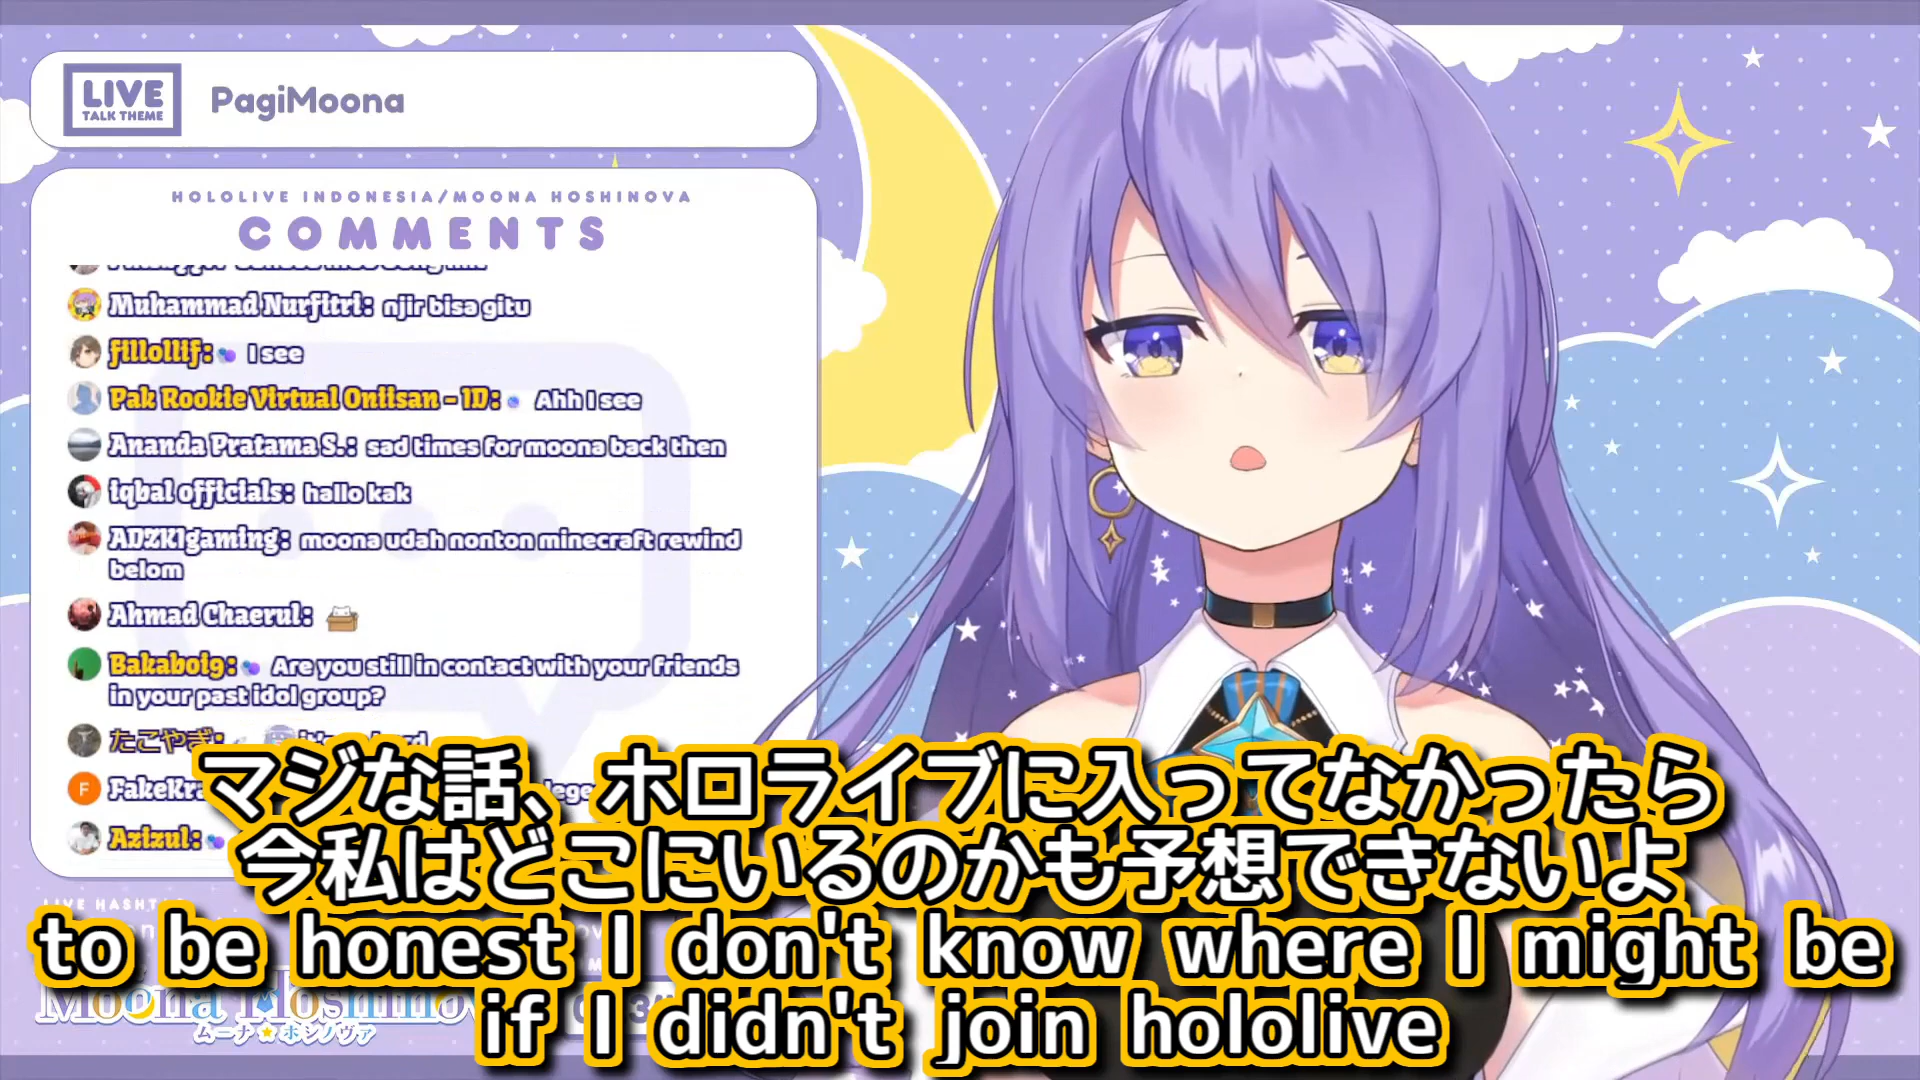 LIVE
TALK THEME
PagiMoona
HOLOLIVE INDONESIA/MOONA HOSHINOVA
COMMENTS
Muhammad Nurfitri: njir bisa gitu
fillollif: I see
Pak Rookie Virtual Oniisan - ID: Ahh I see
Ananda Pratama S.: sad times for moona back then
iqbal officials: hallo kak
ADZKIgaming: moona udah nonton minecraft rewind
belom
Ahmad Chaerul:
Bakaboi9: Are you still in contact with your friends
in your past idol group?
たこやぎ:
Azizul:
マジな話、ホロライブに入ってなかったら
今私はどこにいるのかも予想できないよ
to be honest I don't know where I might be
if I didn't join hololive
LIVE
Moona
ムーナ★ホシノヴァ